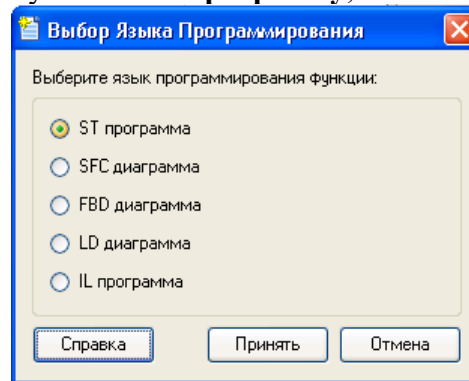 Выбор Языка Программирования
Выберите язык программирования функции:
ST программа
SFC диаграмма
FBD диаграмма
LD диаграмма
IL программа
Справка Принять Отмена